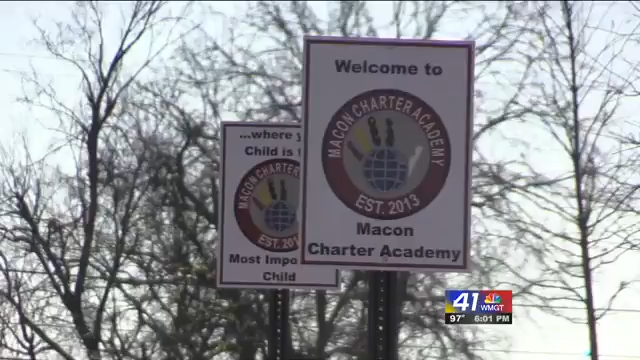 Welcome to
MACON CHARTER ACADEMY
EST. 2013
Macon
Charter Academy
...where
Child is
MACON CHARTER
EST. 201
Most Impo
Child
41 WMGT
97° 6:01 PM